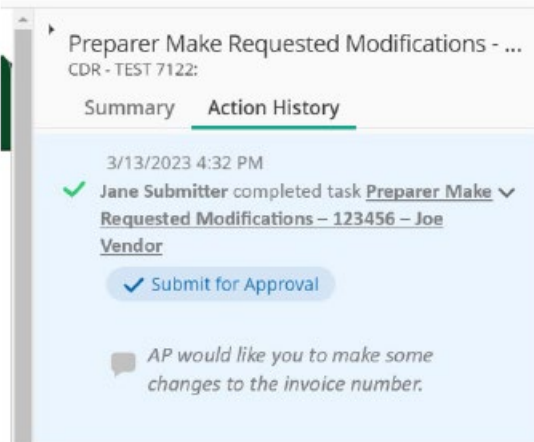 Preparer Make Requested Modifications - ...
CDR - TEST 7122:
Summary Action History
3/13/2023 4:32 PM
Jane Submitter completed task Preparer Make
Requested Modifications – 123456 – Joe
Vendor
Submit for Approval
AP would like you to make some
changes to the invoice number.